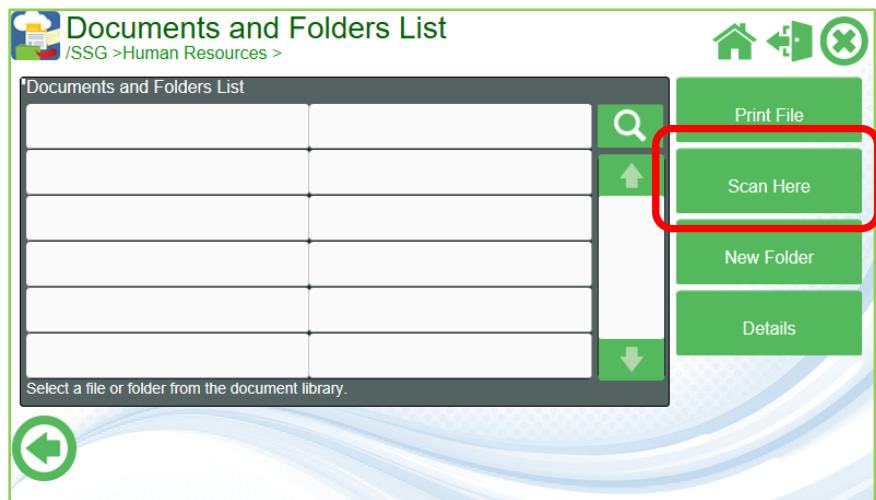 Documents and Folders List
/SSG >Human Resources >
Documents and Folders List
Print File
Scan Here
New Folder
Details
Select a file or folder from the document library.